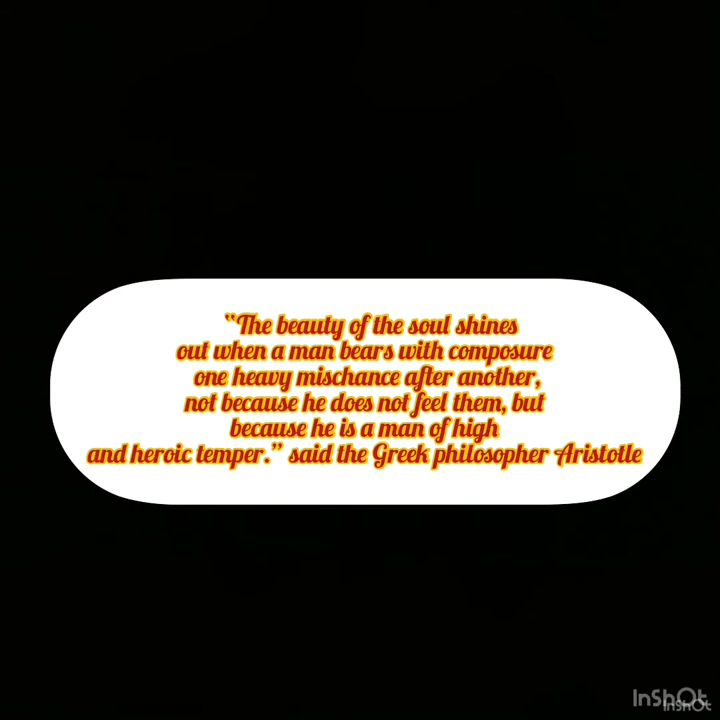 “The beauty of the soul shines
out when a man bears with composure
one heavy mischance after another,
not because he does not feel them, but
because he is a man of high
and heroic temper.” said the Greek philosopher Aristotle
InShOt
InShOt